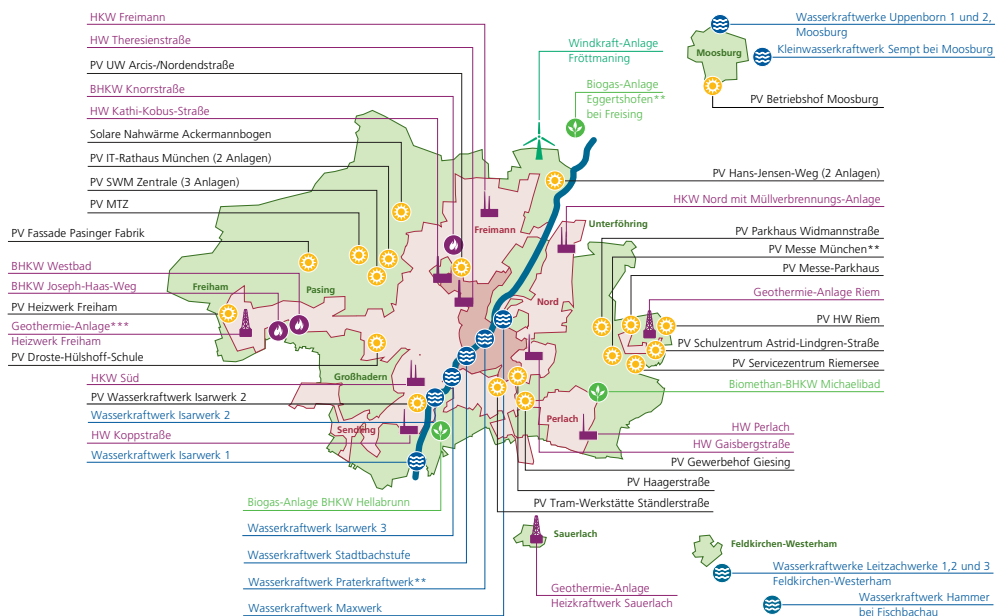 HKW Freimann
HW Theresienstraße
PV UW Arcis-/Nordendstraße
BHKW Knorrstraße
HW Kathi-Kobus-Straße
Solare Nahwärme Ackermannbogen
PV IT-Rathaus München (2 Anlagen)
PV SWM Zentrale (3 Anlagen)
PV MTZ
PV Fassade Pasinger Fabrik
BHKW Westbad
BHKW Joseph-Haas-Weg
PV Heizwerk Freiham
Geothermie-Anlage***
Heizwerk Freiham
PV Droste-Hülshoff-Schule
HKW Süd
PV Wasserkraftwerk Isarwerk 2
Wasserkraftwerk Isarwerk 2
HW Koppstraße
Wasserkraftwerk Isarwerk 1
Biogas-Anlage BHKW Hellabrunn
Wasserkraftwerk Isarwerk 3
Wasserkraftwerk Stadtbachstufe
Wasserkraftwerk Praterkraftwerk**
Wasserkraftwerk Maxwerk
Freiham
Pasing
Großhadern
Sendling
Freimann
Nord
Perlach
Unterföhring
Windkraft-Anlage
Fröttmaning
Biogas-Anlage
Eggertshofen**
bei Freising
Moosburg
Wasserkraftwerke Uppenborn 1 und 2,
Moosburg
Kleinwasserkraftwerk Sempt bei Moosburg
PV Betriebshof Moosburg
PV Hans-Jensen-Weg (2 Anlagen)
HKW Nord mit Müllverbrennungs-Anlage
PV Parkhaus Widmannstraße
PV Messe München**
PV Messe-Parkhaus
Geothermie-Anlage Riem
PV HW Riem
PV Schulzentrum Astrid-Lindgren-Straße
PV Servicezentrum Riemersee
Biomethan-BHKW Michaelibad
HW Perlach
HW Gaisbergstraße
PV Gewerbehof Giesing
PV Haagerstraße
PV Tram-Werkstätte Ständlerstraße
Sauerlach
Geothermie-Anlage
Heizkraftwerk Sauerlach
Feldkirchen-Westerham
Wasserkraftwerke Leitzachwerke 1,2 und 3
Feldkirchen-Westerham
Wasserkraftwerk Hammer
bei Fischbachau